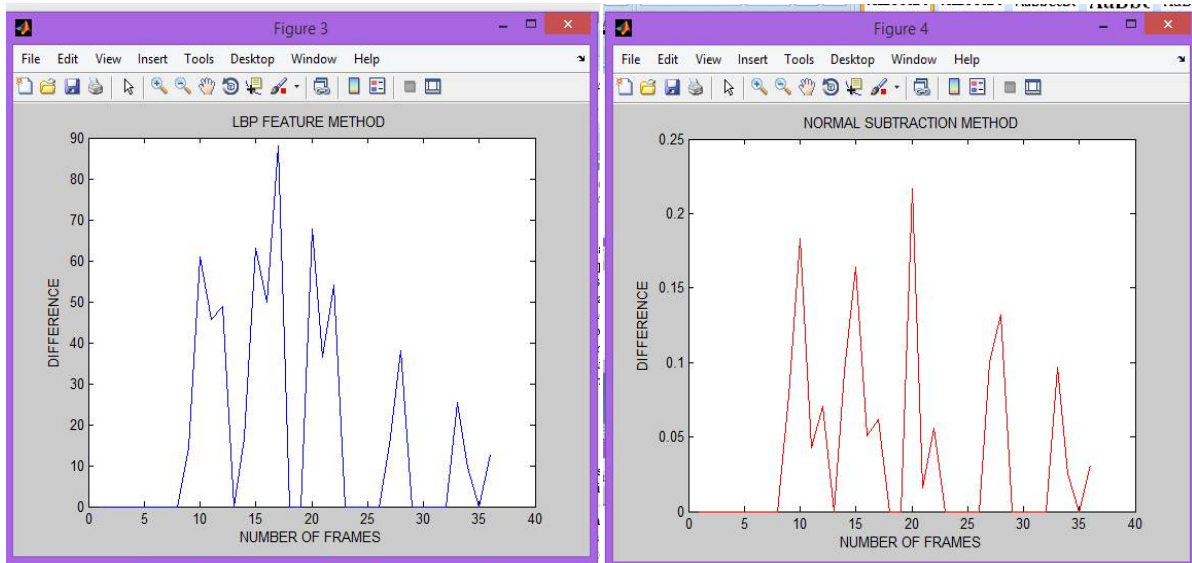 Figure 3
File Edit View Insert Tools Desktop Window Help
LBP FEATURE METHOD
DIFFERENCE
90
80
70
60
50
40
30
20
10
0
0 5 10 15 20 25 30 35 40
NUMBER OF FRAMES
Figure 4
File Edit View Insert Tools Desktop Window Help
NORMAL SUBTRACTION METHOD
DIFFERENCE
0.25
0.2
0.15
0.1
0.05
0
0 5 10 15 20 25 30 35 40
NUMBER OF FRAMES